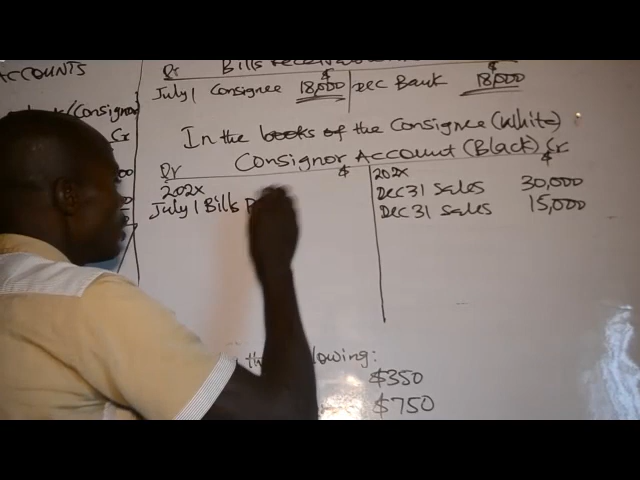 ACCOUNTS
(Consignor)
Cr
Bills Receivable
Dr $
July 1 Consignee 18,000 Dec Bank 18,000
In the books of the Consignee (White)
Consignor Account (Black) Cr
Dr $ 202x $
202x Dec 31 Sales 30,000
July 1 Bills Dec 31 Sales 15,000
following:
$350
$750